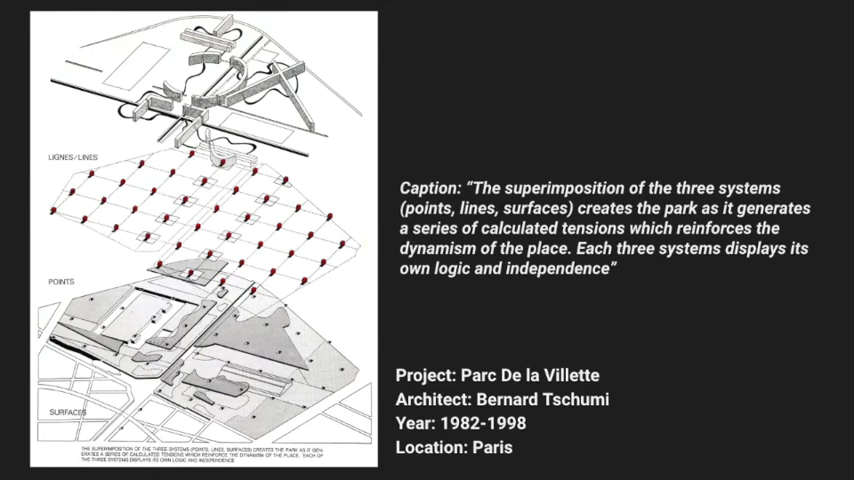 LIGNES/LINES
POINTS
SURFACES
THE SUPERIMPOSITION OF THE THREE SYSTEMS (POINTS, LINES, SURFACES) CREATES THE PARK AS IT GEN-
ERATES A SERIES OF CALCULATED TENSIONS WHICH REINFORCE THE DYNAMISM OF THE PLACE. EACH OF
THE THREE SYSTEMS DISPLAYS ITS OWN LOGIC AND INDEPENDENCE
Caption: “The superimposition of the three systems
(points, lines, surfaces) creates the park as it generates
a series of calculated tensions which reinforces the
dynamism of the place. Each three systems displays its
own logic and independence”
Project: Parc De la Villette
Architect: Bernard Tschumi
Year: 1982-1998
Location: Paris